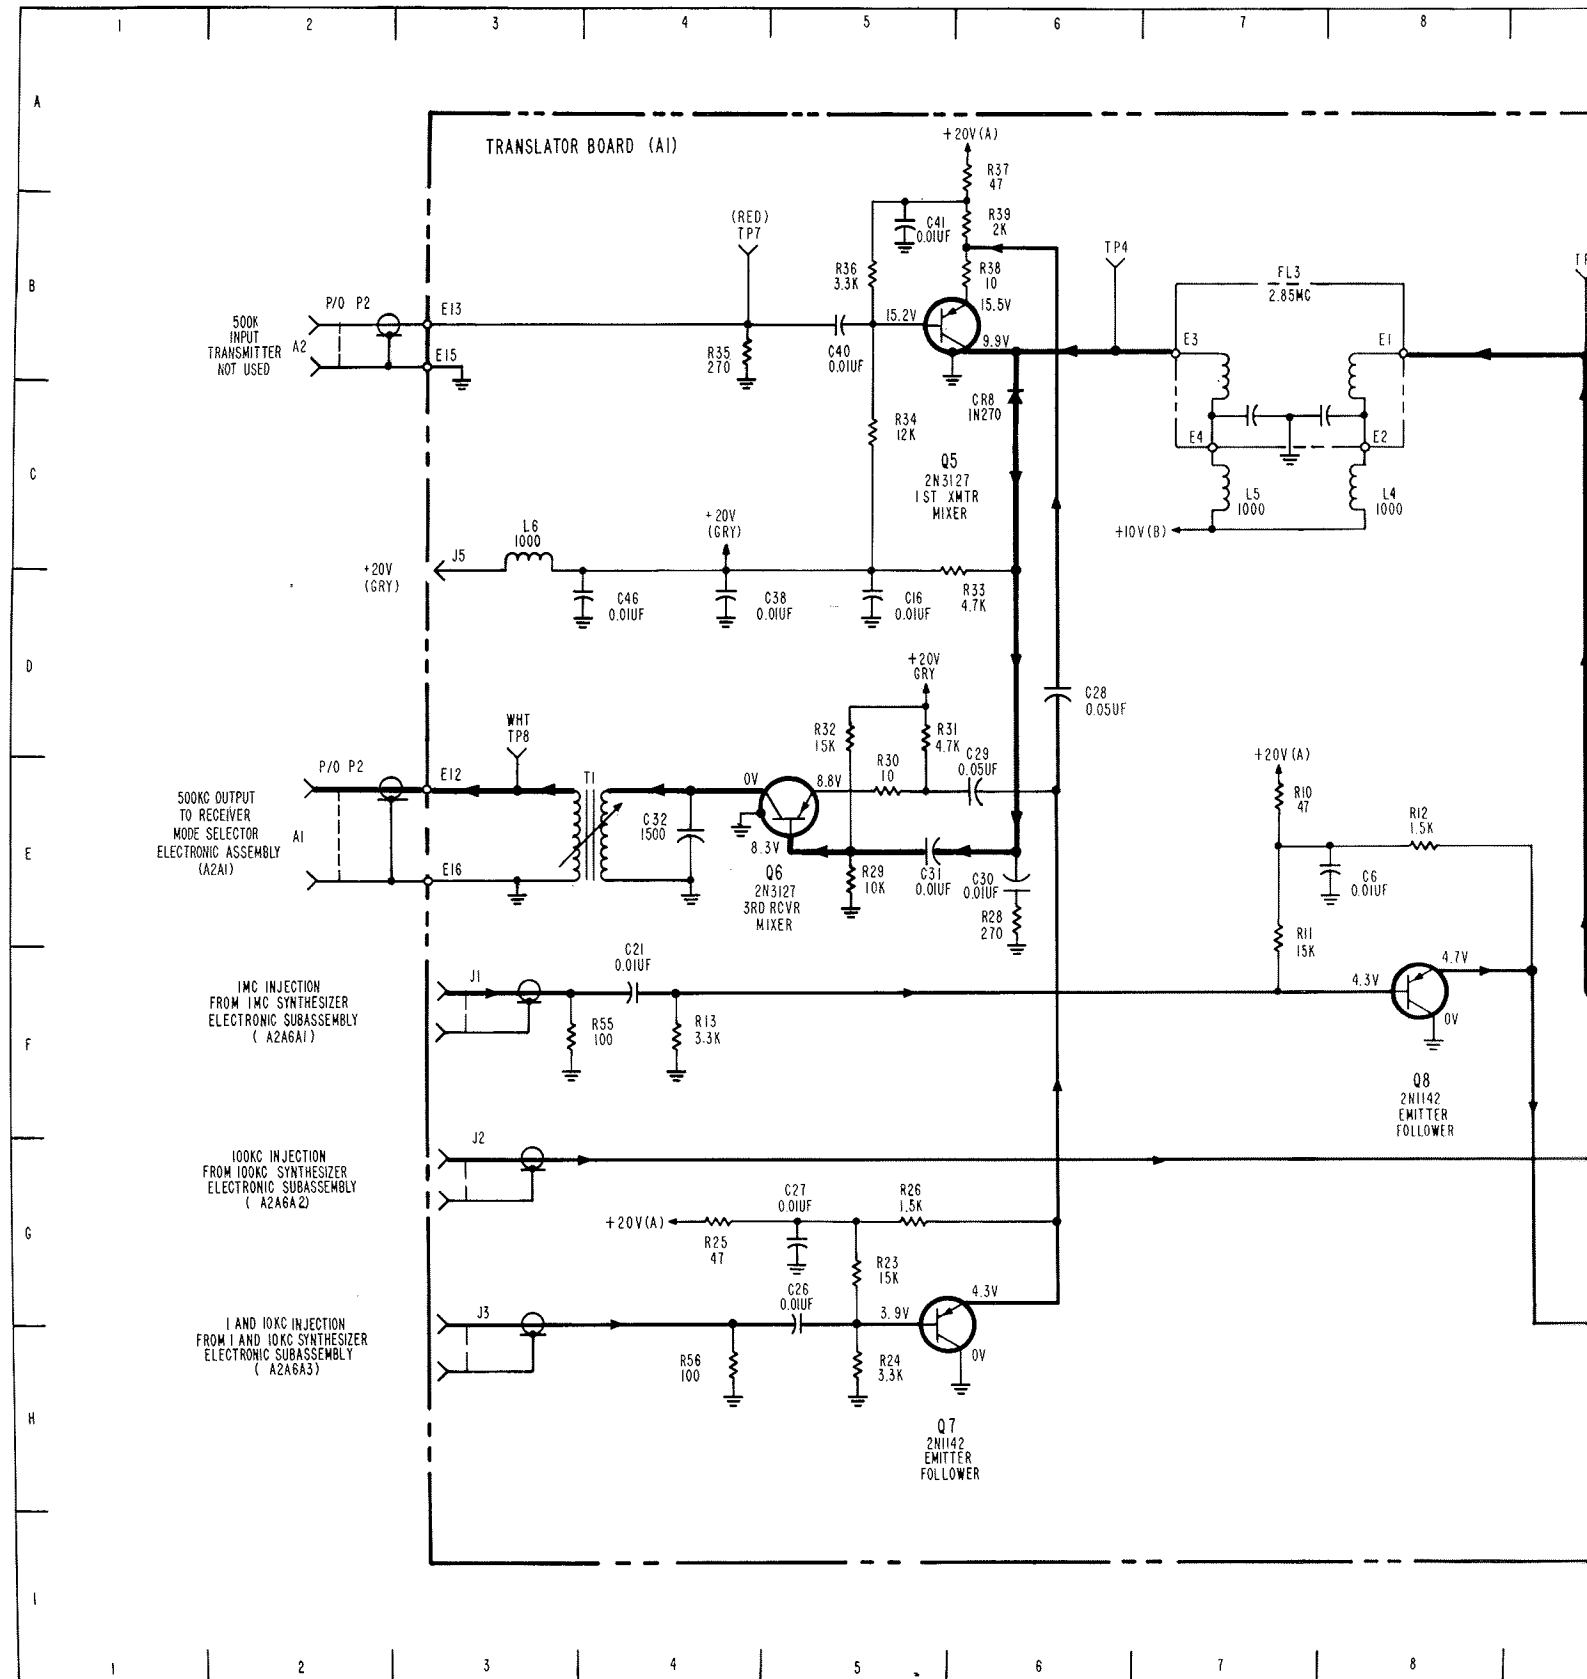 1 2 3 4 5 6 7 8
A
TRANSLATOR BOARD (A1)
+20V(A)
R37
47
(RED)
TP7
C41
0.01UF
R39
2K
TP4
B
R36
3.3K
R38
10
FL3
2.85MC
P/O P2
E13
15.2V
15.5V
500K
INPUT
TRANSMITTER
NOT USED
A2
E15
R35
270
C40
0.01UF
9.9V
E3
E1
CR8
1N270
R34
12K
E4
E2
C
Q5
2N3127
1ST XMTR
MIXER
L5
1000
L4
1000
+10V(B)
L6
1000
+20V
(GRY)
J5
+20V
(GRY)
C46
0.01UF
C38
0.01UF
C16
0.01UF
R33
4.7K
D
+20V
GRY
C28
0.05UF
WHT
TP8
R32
15K
R31
4.7K
C29
0.05UF
R30
10
+20V(A)
P/O P2
E12
T1
0V
8.8V
R10
47
500KC OUTPUT
TO RECEIVER
MODE SELECTOR
ELECTRONIC ASSEMBLY
(A2A1)
A1
C32
1500
R12
1.5K
E
8.3V
E16
Q6
2N3127
3RD RCVR
MIXER
R29
10K
C31
0.01UF
C30
0.01UF
R28
270
C6
0.01UF
R11
15K
C21
0.01UF
4.7V
1MC INJECTION
FROM 1MC SYNTHESIZER
ELECTRONIC SUBASSEMBLY
( A2A6A1)
J1
4.3V
0V
F
R55
100
R13
3.3K
Q8
2N1142
EMITTER
FOLLOWER
J2
100KC INJECTION
FROM 100KC SYNTHESIZER
ELECTRONIC SUBASSEMBLY
( A2A6A2)
C27
0.01UF
R26
1.5K
G
+20V(A)
R25
47
R23
15K
C26
0.01UF
4.3V
J3
3.9V
1 AND 10KC INJECTION
FROM 1 AND 10KC SYNTHESIZER
ELECTRONIC SUBASSEMBLY
( A2A6A3)
R56
100
R24
3.3K
0V
H
Q7
2N1142
EMITTER
FOLLOWER
I
1 2 3 4 5 6 7 8